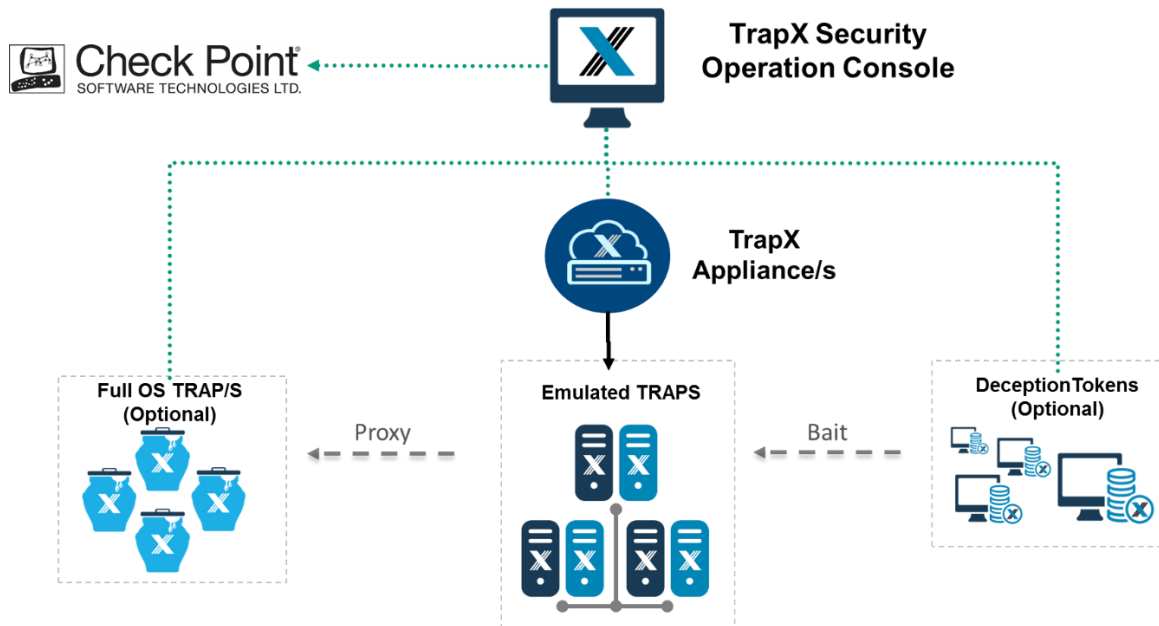 Check Point®
SOFTWARE TECHNOLOGIES LTD.
TrapX Security
Operation Console
TrapX
Appliance/s
Full OS TRAP/S
(Optional)
Proxy
Emulated TRAPS
Bait
DeceptionTokens
(Optional)